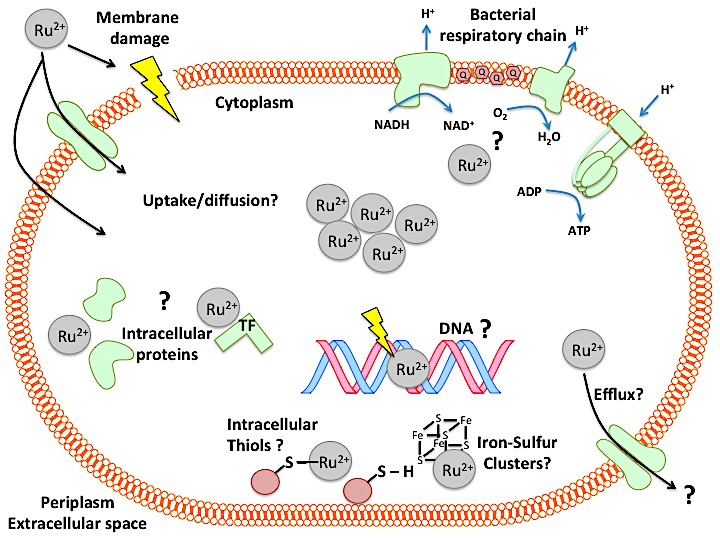 Ru²⁺
Membrane
damage
Bacterial
respiratory chain
H⁺
H⁺
H⁺
Q Q Q Q
Cytoplasm
NADH
NAD⁺
O₂
H₂O
?
Ru²⁺
ADP
ATP
Uptake/diffusion?
Ru²⁺
Ru²⁺
Ru²⁺
Ru²⁺
Ru²⁺
?
Ru²⁺
TF
Ru²⁺
Intracellular
proteins
DNA ?
Ru²⁺
Ru²⁺
Efflux?
?
Intracellular
Thiols ?
S – Ru²⁺
S – H
S Fe
Fe S
Fe S
S
Ru²⁺
Iron-Sulfur
Clusters?
Periplasm
Extracellular space